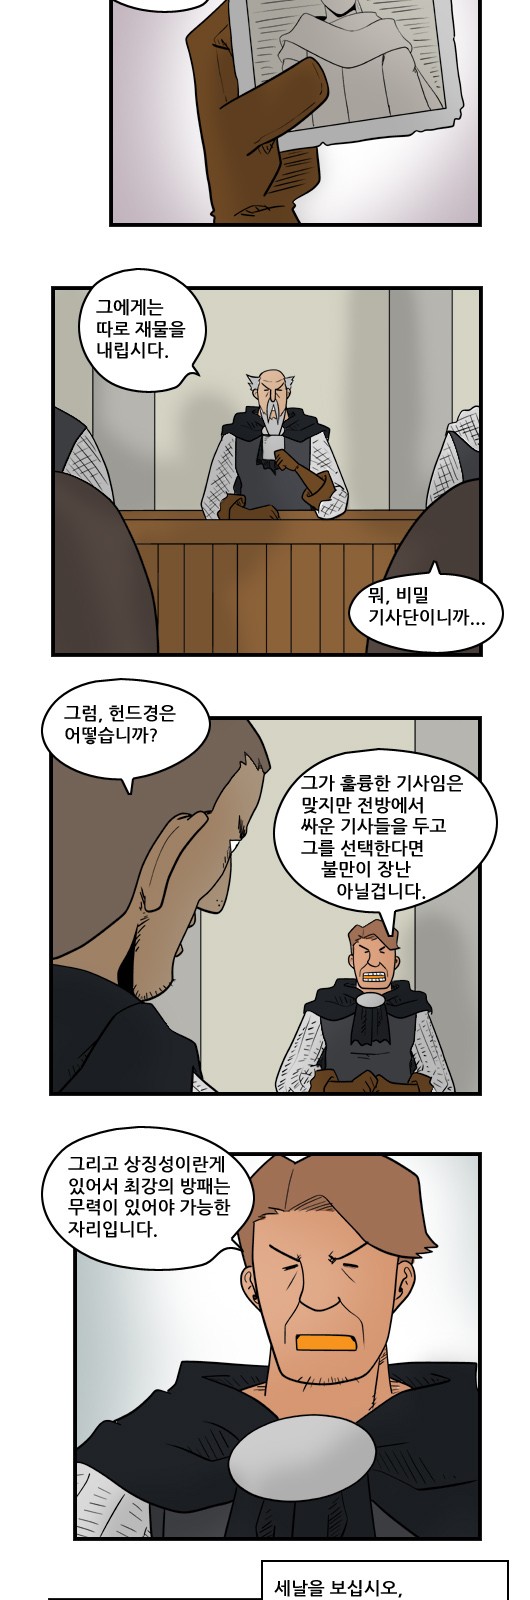 그에게는
따로 재물을
내립시다.
뭐, 비밀
기사단이니까...
그럼, 헌드경은
어떻습니까?
그가 훌륭한 기사임은
맞지만 전방에서
싸운 기사들을 두고
그를 선택한다면
불만이 장난
아닐겁니다.
그리고 상징성이란게
있어서 최강의 방패는
무력이 있어야 가능한
자리입니다.
세날을 보십시오,